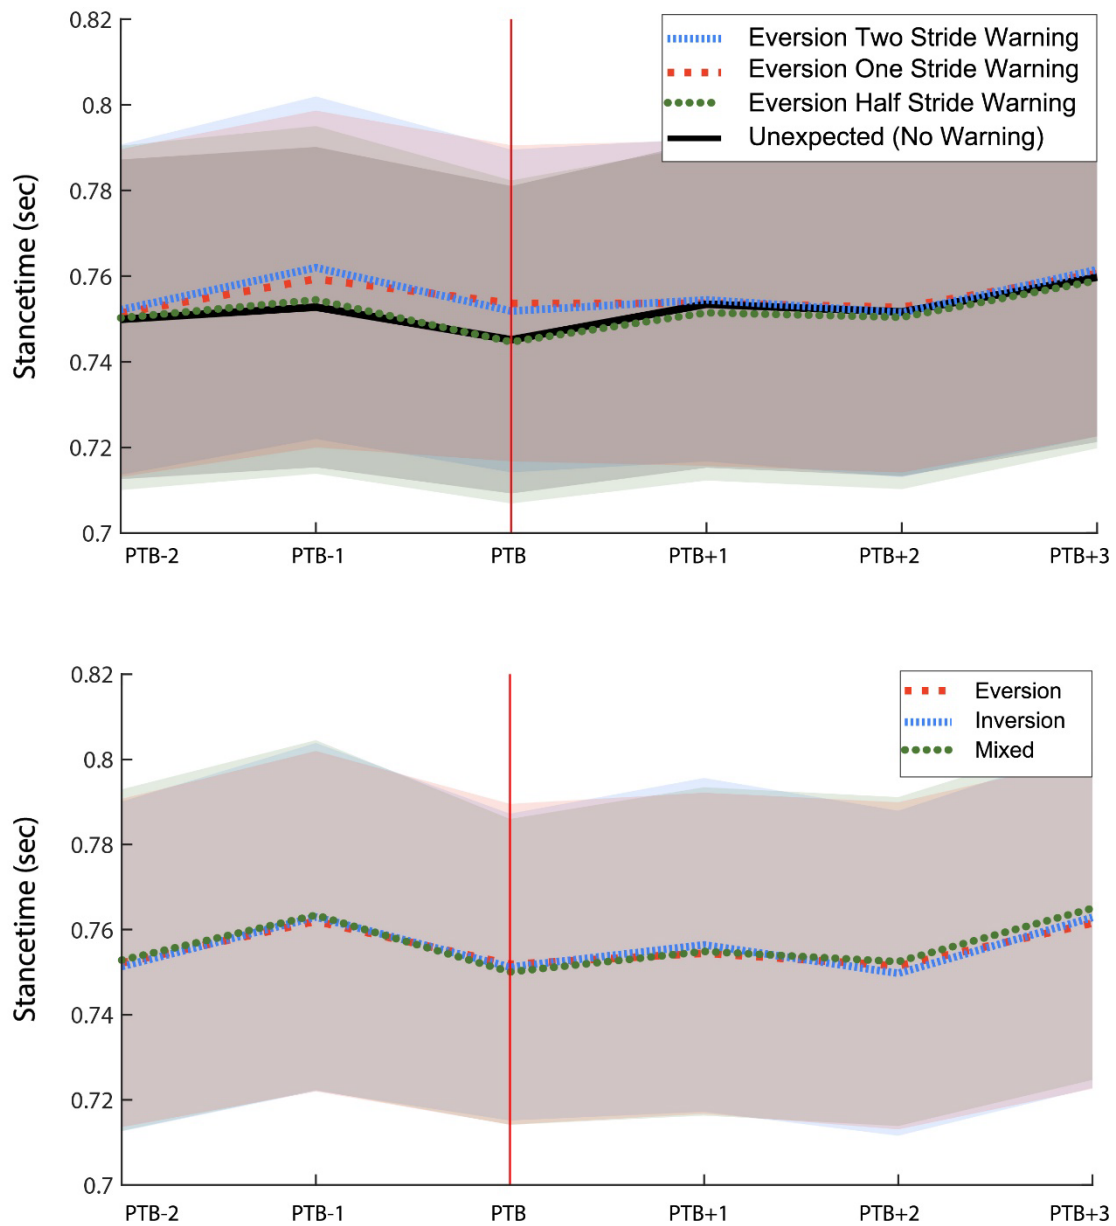 0.82
0.8
0.78
0.76
0.74
0.72
0.7
Stancetime (sec)
Eversion Two Stride Warning
Eversion One Stride Warning
Eversion Half Stride Warning
Unexpected (No Warning)
PTB-2 PTB-1 PTB PTB+1 PTB+2 PTB+3
0.82
0.8
0.78
0.76
0.74
0.72
0.7
Stancetime (sec)
Eversion
Inversion
Mixed
PTB-2 PTB-1 PTB PTB+1 PTB+2 PTB+3